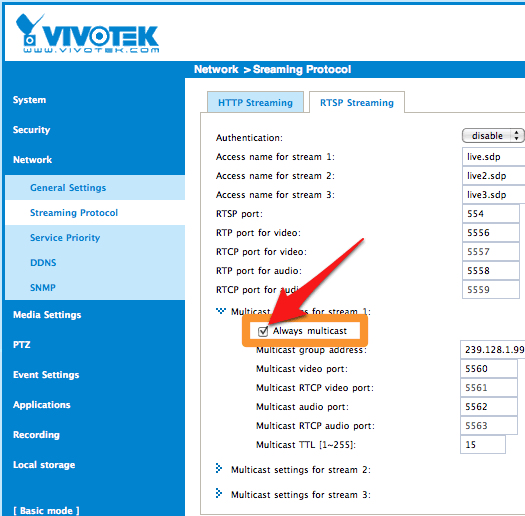 VIVOTEK
www.vivotek.com
Network > Sreaming Protocol
System
Security
Network
General Settings
Streaming Protocol
Service Priority
DDNS
SNMP
Media Settings
PTZ
Event Settings
Applications
Recording
Local storage
[ Basic mode ]
HTTP Streaming
RTSP Streaming
Authentication: disable
Access name for stream 1: live.sdp
Access name for stream 2: live2.sdp
Access name for stream 3: live3.sdp
RTSP port: 554
RTP port for video: 5556
RTCP port for video: 5557
RTP port for audio: 5558
RTCP port for 5559
Multicast for stream 1:
Always multicast
Multicast group address: 239.128.1.99
Multicast video port: 5560
Multicast RTCP video port: 5561
Multicast audio port: 5562
Multicast RTCP audio port: 5563
Multicast TTL [1~255]: 15
Multicast settings for stream 2:
Multicast settings for stream 3: